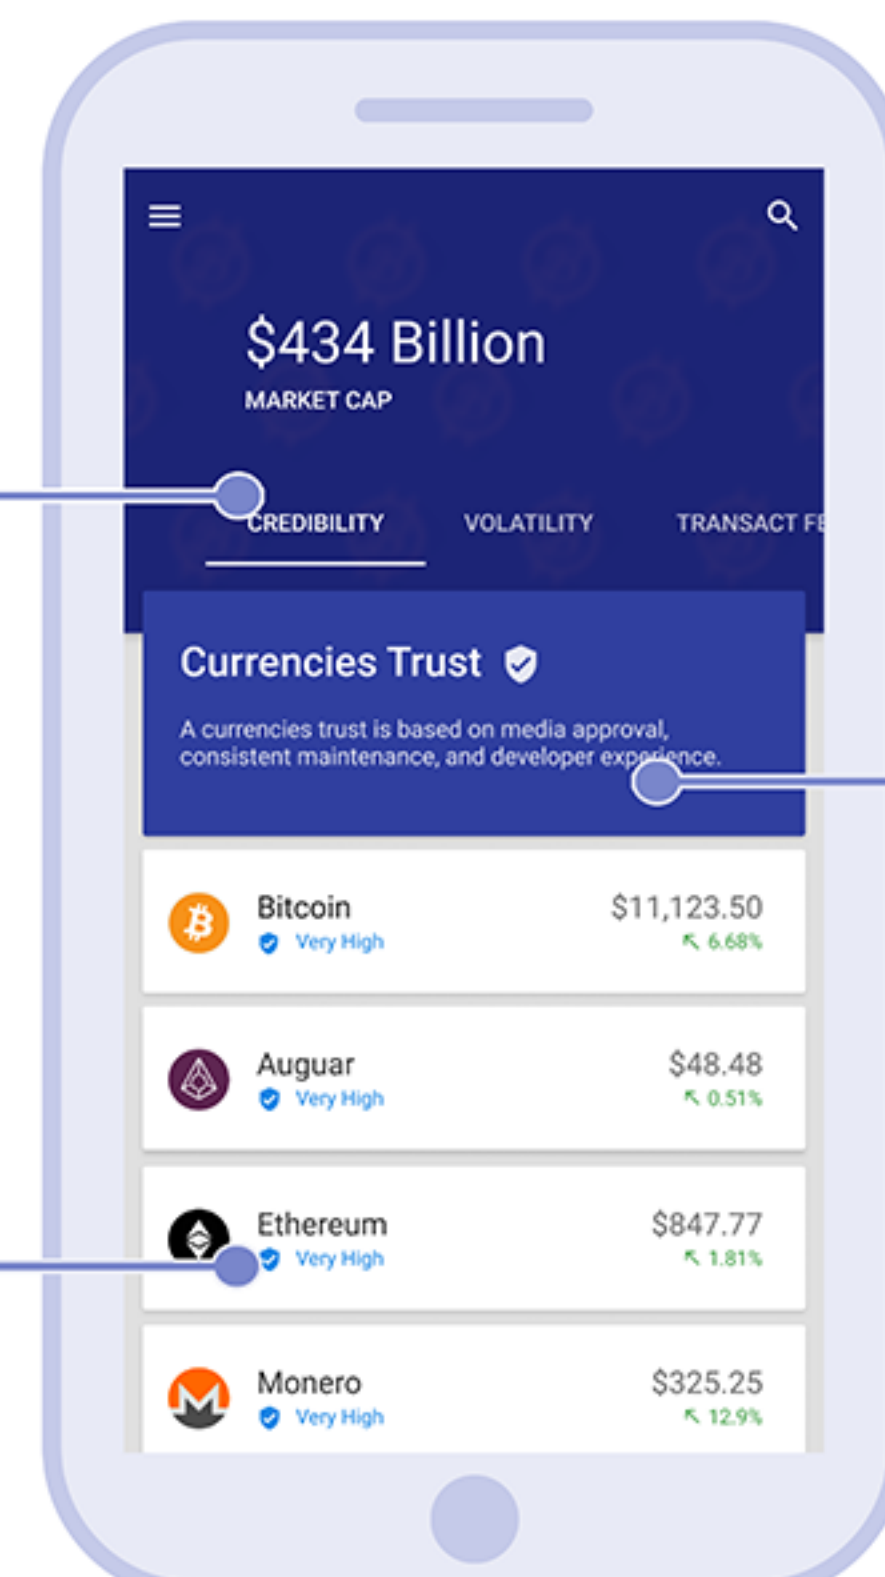 $434 Billion
MARKET CAP
CREDIBILITY VOLATILITY TRANSACT FE
Currencies Trust
A currencies trust is based on media approval,
consistent maintenance, and developer experience.
Bitcoin $11,123.50
Very High 6.68%
Auguar $48.48
Very High 0.51%
Ethereum $847.77
Very High 1.81%
Monero $325.25
Very High 12.9%